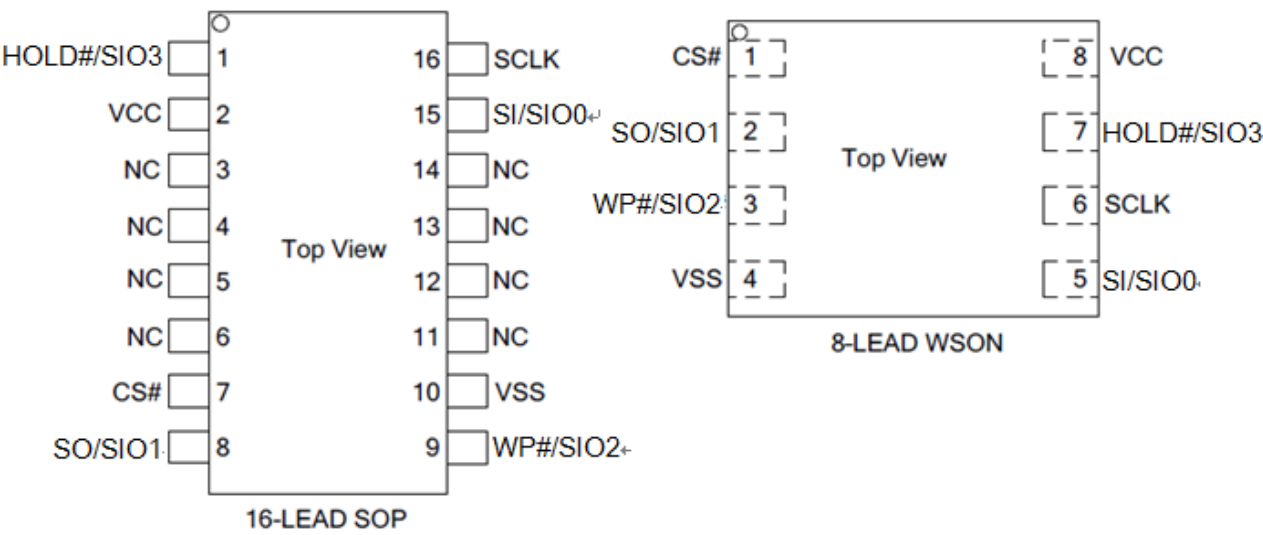 HOLD#/SIO3 1 16 SCLK
VCC 2 15 SI/SIO0↵
NC 3 14 NC
NC 4 13 NC
Top View
NC 5 12 NC
NC 6 11 NC
CS# 7 10 VSS
SO/SIO1 8 9 WP#/SIO2↵
16-LEAD SOP
CS# 1 8 VCC
SO/SIO1 2 7 HOLD#/SIO3
Top View
WP#/SIO2 3 6 SCLK
VSS 4 5 SI/SIO0
8-LEAD WSON